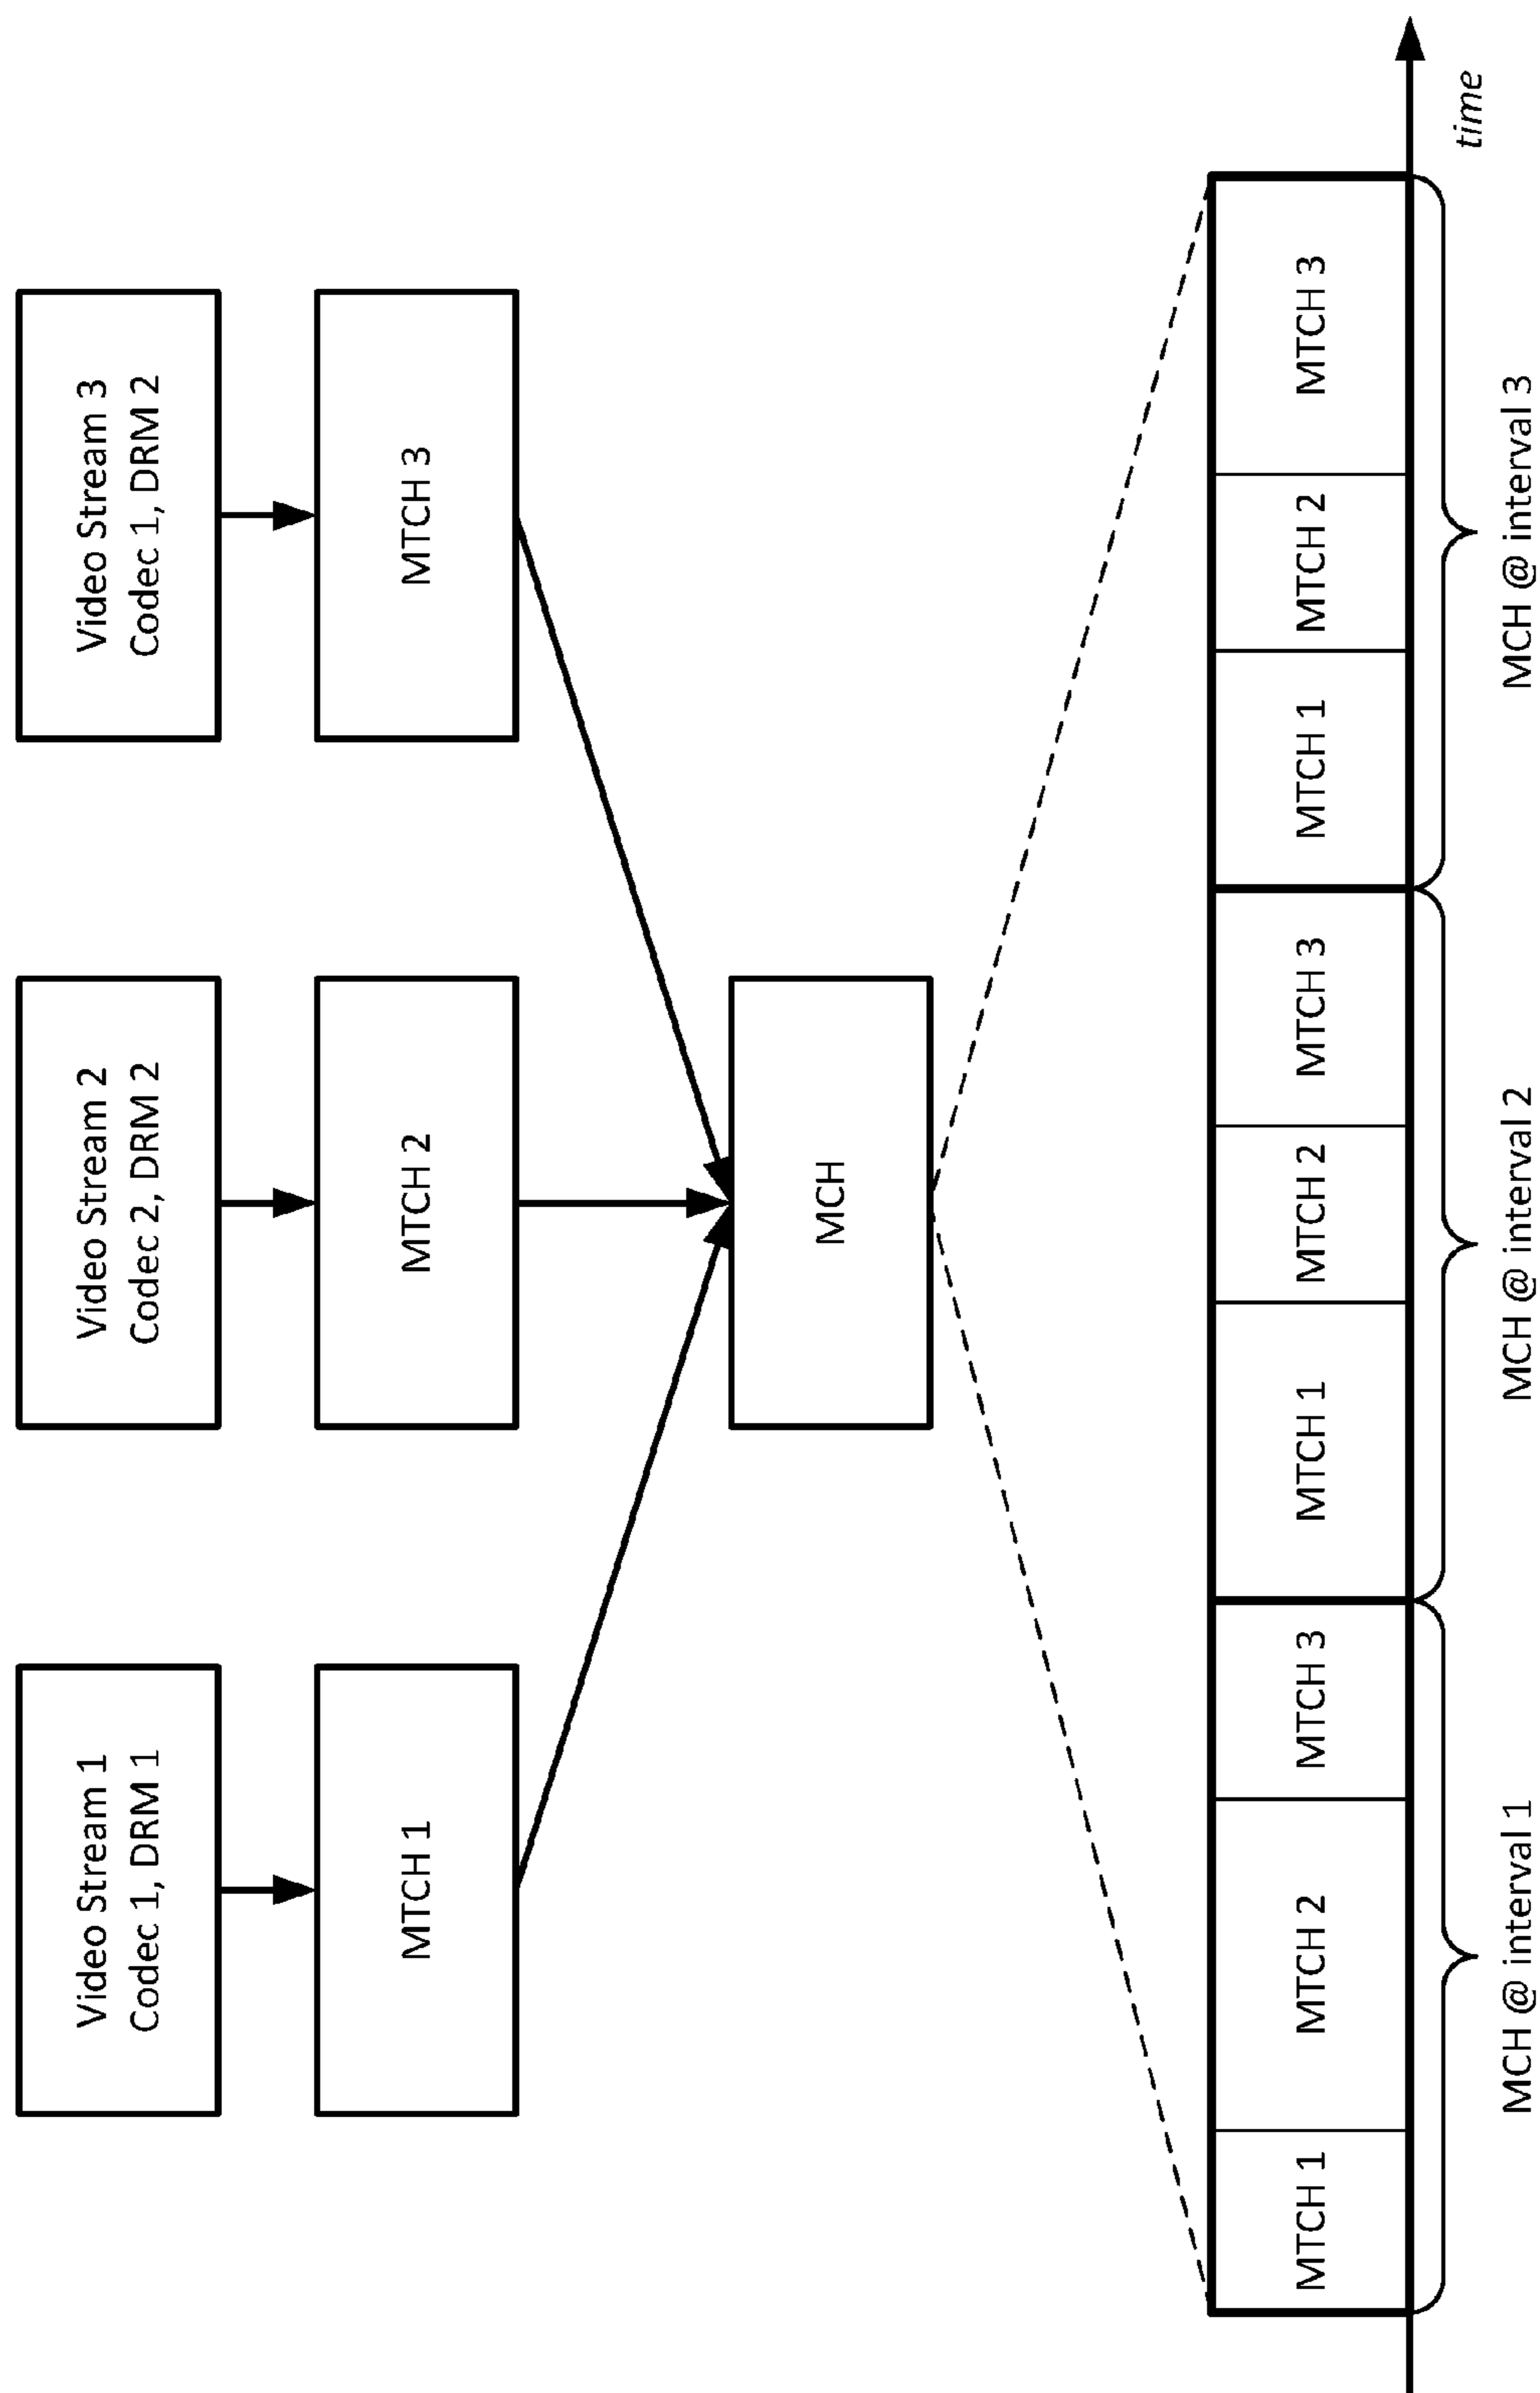 Video Stream 1
Codec 1, DRM 1
Video Stream 2
Codec 2, DRM 2
Video Stream 3
Codec 1, DRM 2
MTCH 1
MTCH 2
MTCH 3
MCH
MTCH 1
MTCH 2
MTCH 3
MTCH 1
MTCH 2
MTCH 3
MTCH 1
MTCH 2
MTCH 3
time
MCH @ interval 1
MCH @ interval 2
MCH @ interval 3